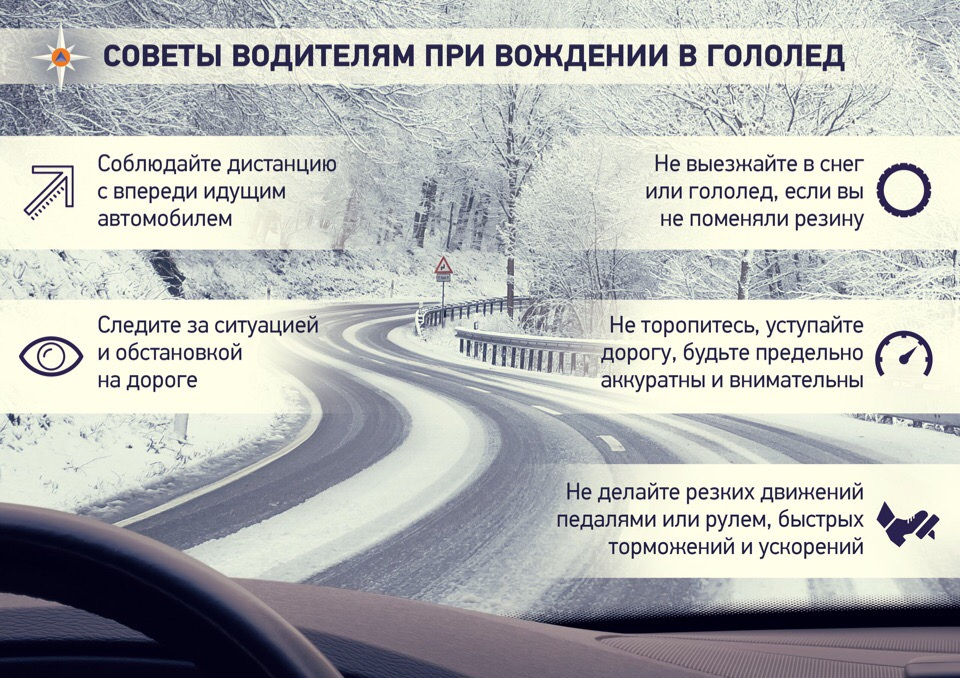 СОВЕТЫ ВОДИТЕЛЯМ ПРИ ВОЖДЕНИИ В ГОЛОЛЕД
Соблюдайте дистанцию
с впереди идущим
автомобилем
Не выезжайте в снег
или гололед, если вы
не поменяли резину
Следите за ситуацией
и обстановкой
на дороге
Не торопитесь, уступайте
дорогу, будьте предельно
аккуратны и внимательны
Не делайте резких движений
педалями или рулем, быстрых
торможений и ускорений